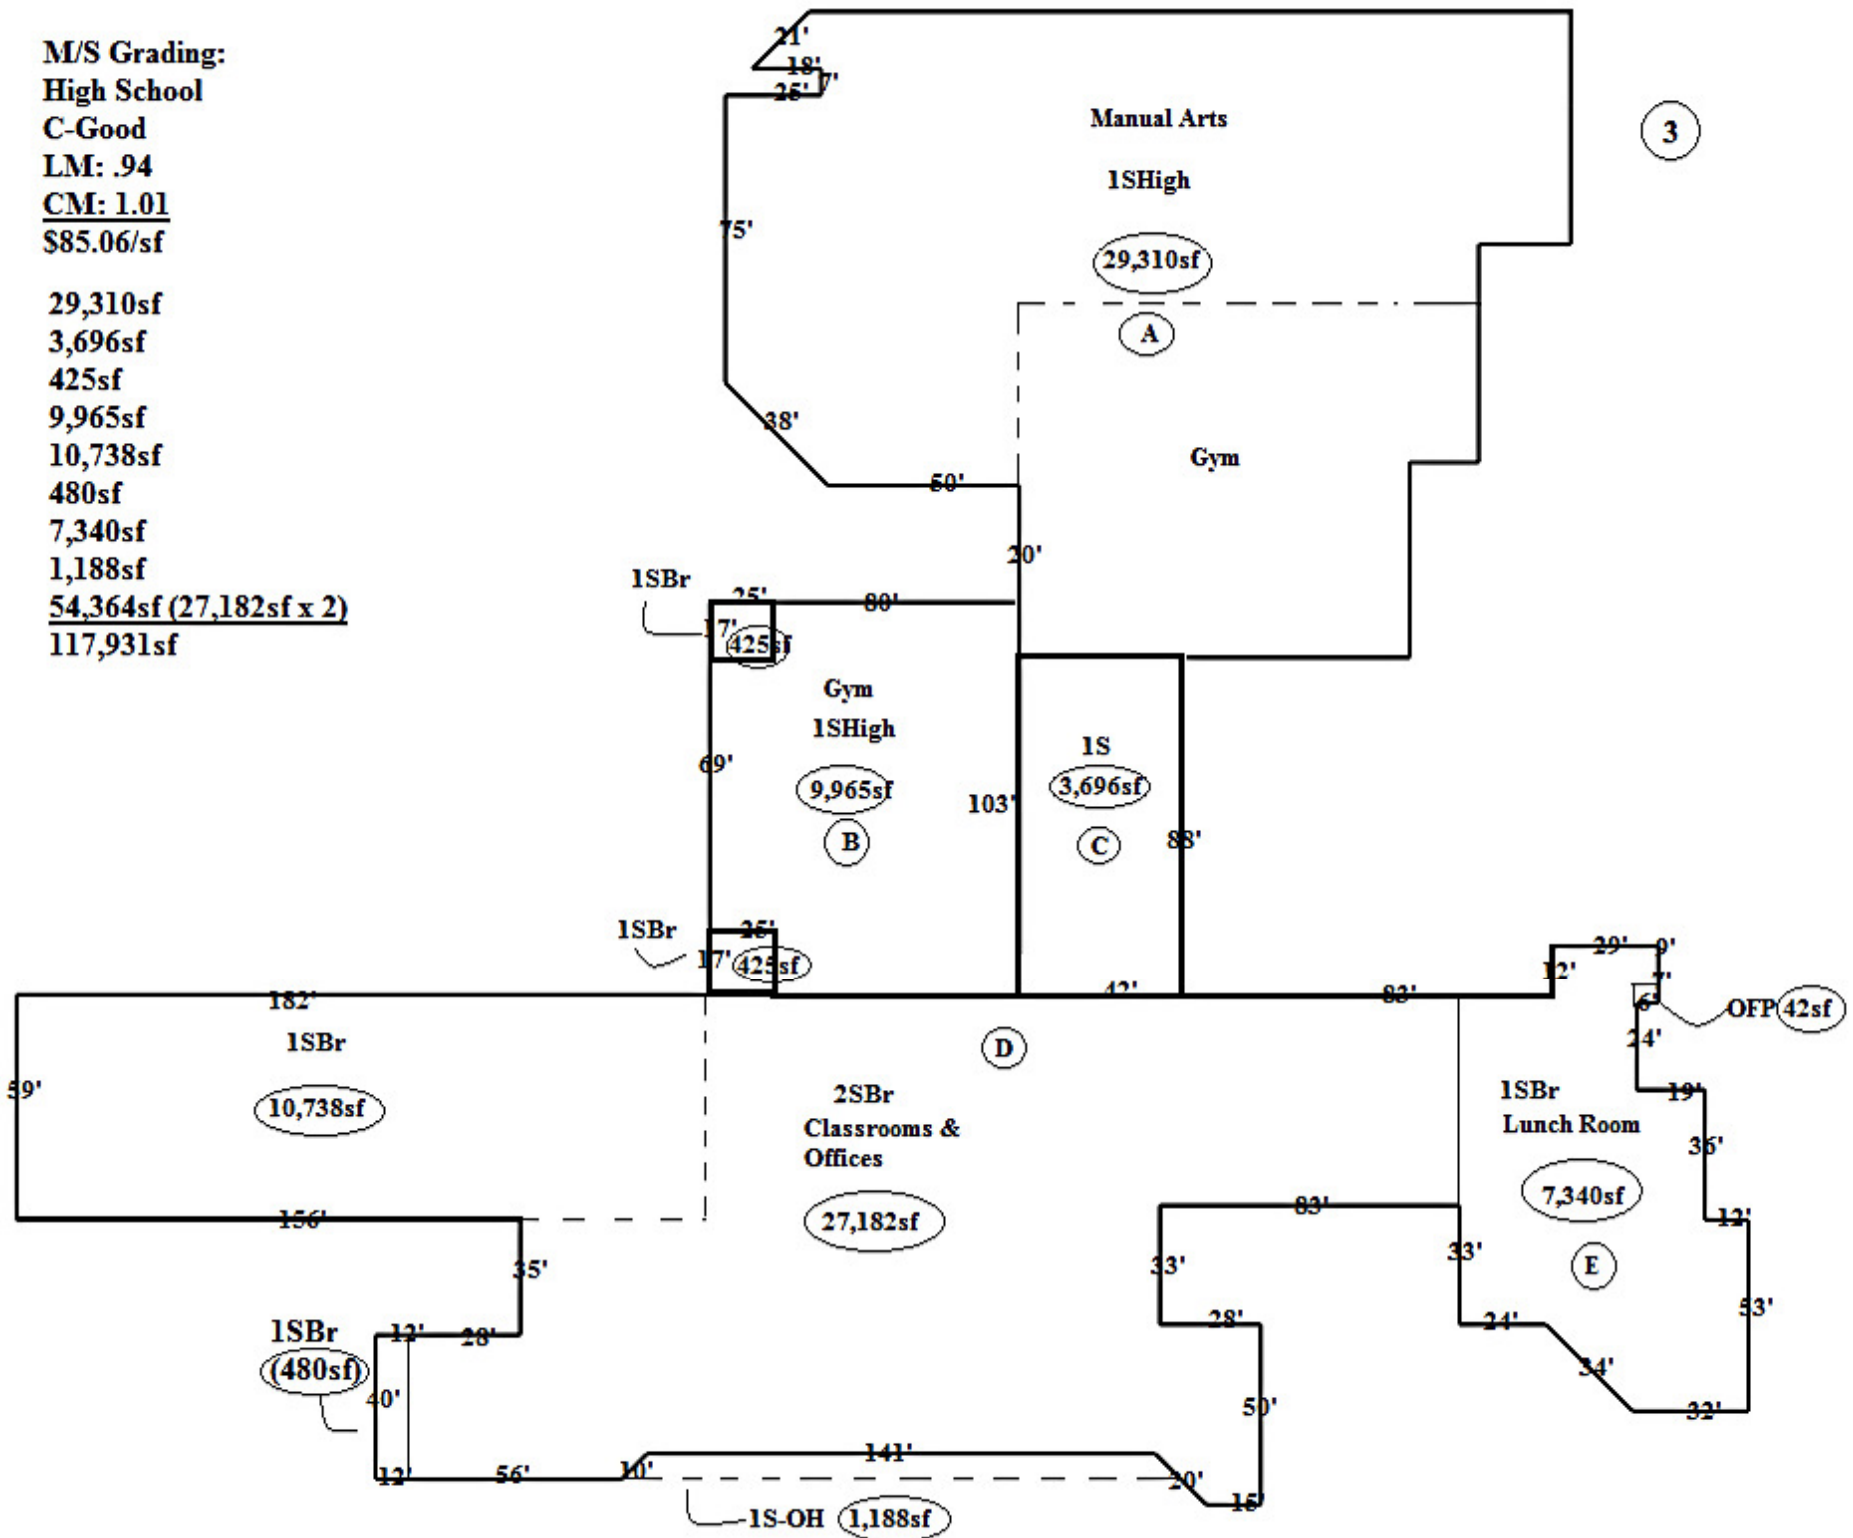 M/S Grading:
High School
C-Good
LM: .94
CM: 1.01
$85.06/sf
29,310sf
3,696sf
425sf
9,965sf
10,738sf
480sf
7,340sf
1,188sf
54,364sf (27,182sf x 2)
117,931sf
21'
18'
7'
25'
Manual Arts
1SHigh
29,310sf
A
3
75'
38'
50'
Gym
20'
1SBr
25'
80'
17'
425sf
Gym
1SHigh
69'
9,965sf
B
103'
1S
3,696sf
C
88'
1SBr
25'
17'
425sf
42'
83'
12'
29'
9'
7'
6'
OFP 42sf
24'
19'
36'
12'
53'
182'
1SBr
59'
10,738sf
156'
D
2SBr
Classrooms &
Offices
27,182sf
1SBr
Lunch Room
7,340sf
E
83'
33'
33'
35'
28'
24'
34'
32'
1SBr
(480sf)
12'
28'
40'
12'
56'
10'
141'
20'
15'
50'
1S-OH 1,188sf